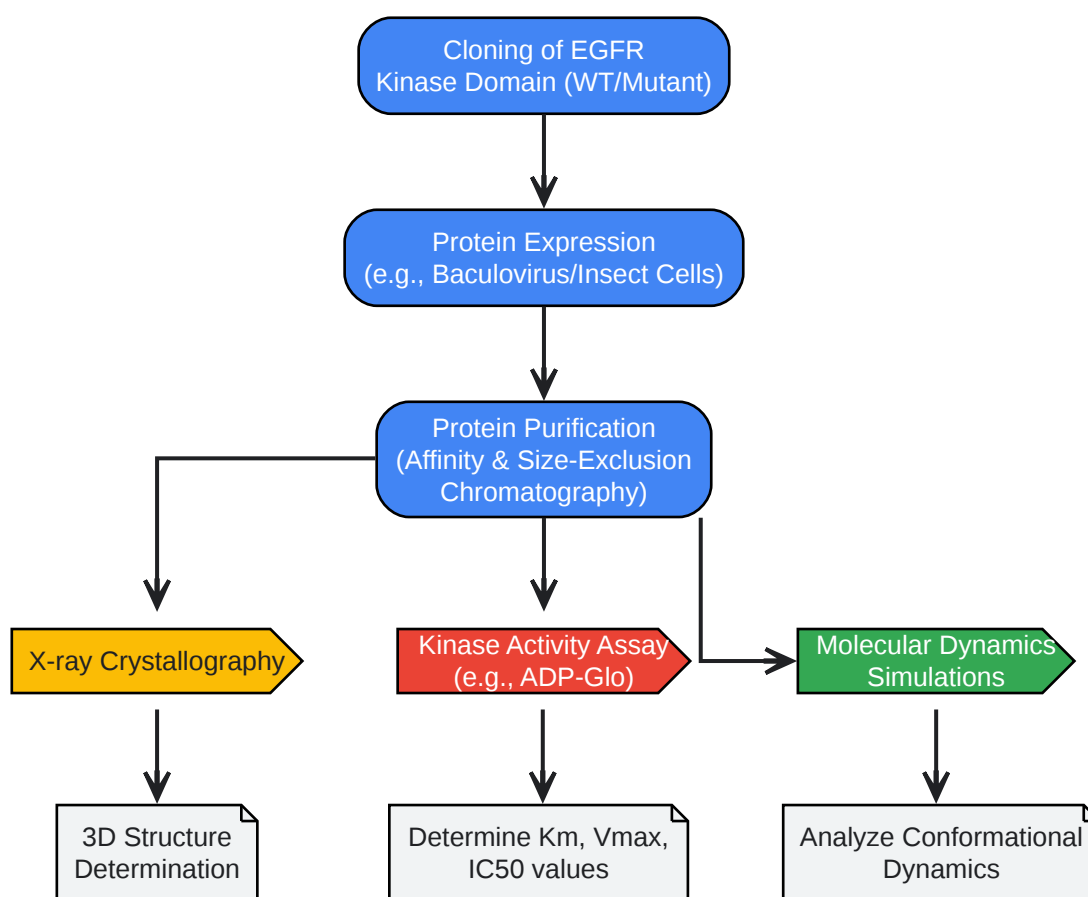 Cloning of EGFR
Kinase Domain (WT/Mutant)
Protein Expression
(e.g., Baculovirus/Insect Cells)
Protein Purification
(Affinity & Size-Exclusion
Chromatography)
X-ray Crystallography
Kinase Activity Assay
(e.g., ADP-Glo)
Molecular Dynamics
Simulations
3D Structure
Determination
Determine Km, Vmax,
IC50 values
Analyze Conformational
Dynamics